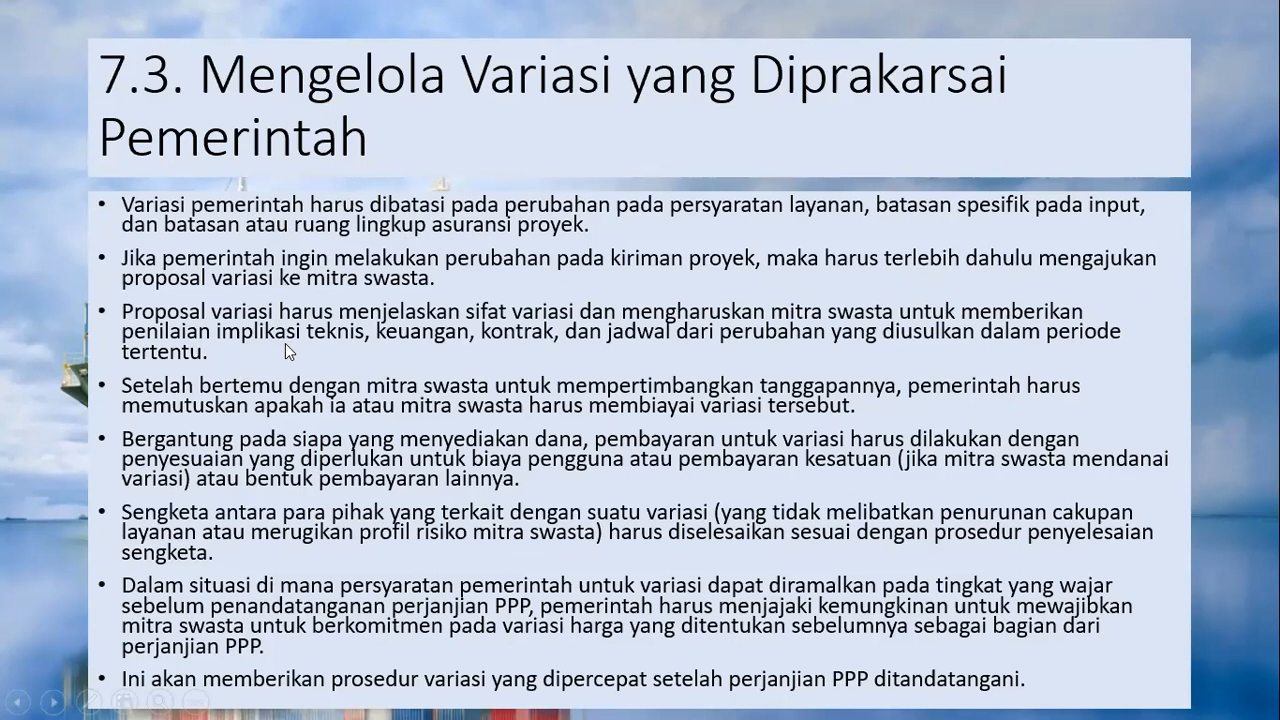 7.3. Mengelola Variasi yang Diprakarsai
Pemerintah
• Variasi pemerintah harus dibatasi pada perubahan pada persyaratan layanan, batasan spesifik pada input,
dan batasan atau ruang lingkup asuransi proyek.
• Jika pemerintah ingin melakukan perubahan pada kiriman proyek, maka harus terlebih dahulu mengajukan
proposal variasi ke mitra swasta.
• Proposal variasi harus menjelaskan sifat variasi dan mengharuskan mitra swasta untuk memberikan
penilaian implikasi teknis, keuangan, kontrak, dan jadwal dari perubahan yang diusulkan dalam periode
tertentu.
• Setelah bertemu dengan mitra swasta untuk mempertimbangkan tanggapannya, pemerintah harus
memutuskan apakah ia atau mitra swasta harus membiayai variasi tersebut.
• Bergantung pada siapa yang menyediakan dana, pembayaran untuk variasi harus dilakukan dengan
penyesuaian yang diperlukan untuk biaya pengguna atau pembayaran kesatuan (jika mitra swasta mendanai
variasi) atau bentuk pembayaran lainnya.
• Sengketa antara para pihak yang terkait dengan suatu variasi (yang tidak melibatkan penurunan cakupan
layanan atau merugikan profil risiko mitra swasta) harus diselesaikan sesuai dengan prosedur penyelesaian
sengketa.
• Dalam situasi di mana persyaratan pemerintah untuk variasi dapat diramalkan pada tingkat yang wajar
sebelum penandatanganan perjanjian PPP, pemerintah harus menjajaki kemungkinan untuk mewajibkan
mitra swasta untuk berkomitmen pada variasi harga yang ditentukan sebelumnya sebagai bagian dari
perjanjian PPP.
• Ini akan memberikan prosedur variasi yang dipercepat setelah perjanjian PPP ditandatangani.